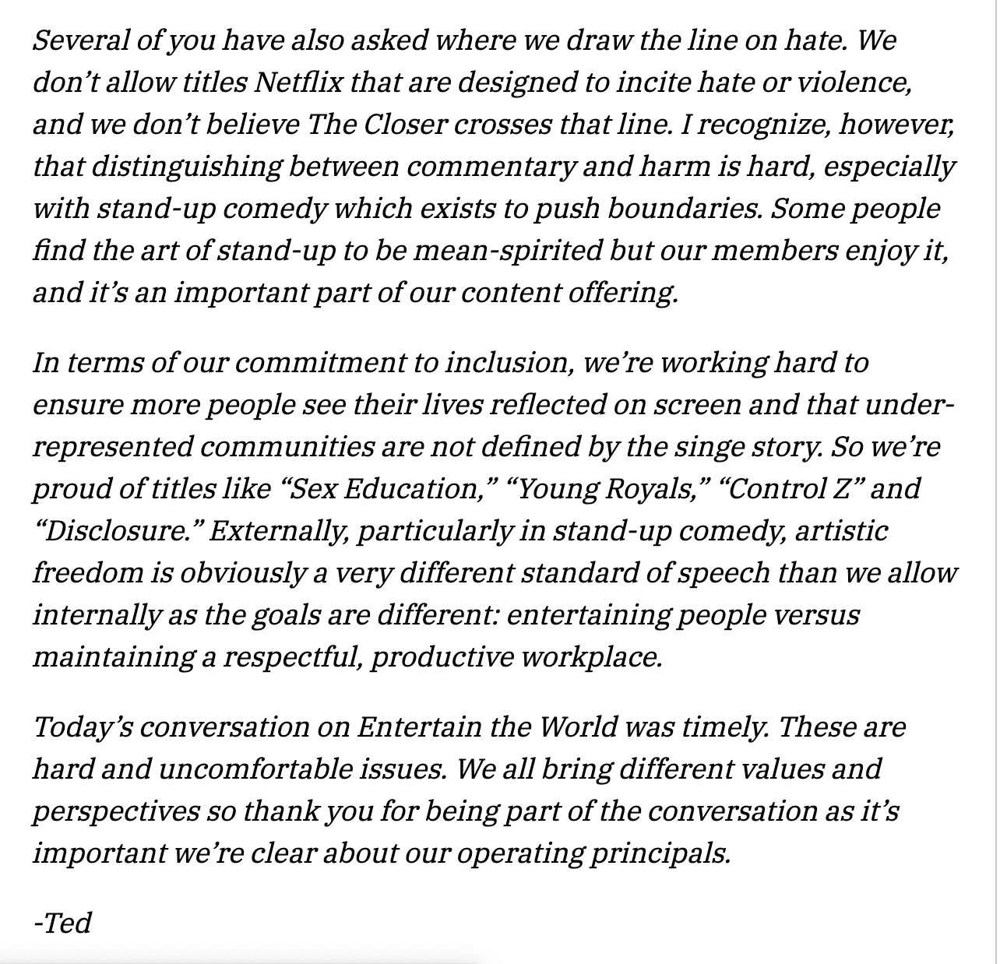 Several of you have also asked where we draw the line on hate. We
don’t allow titles Netflix that are designed to incite hate or violence,
and we don’t believe The Closer crosses that line. I recognize, however,
that distinguishing between commentary and harm is hard, especially
with stand-up comedy which exists to push boundaries. Some people
find the art of stand-up to be mean-spirited but our members enjoy it,
and it’s an important part of our content offering.
In terms of our commitment to inclusion, we’re working hard to
ensure more people see their lives reflected on screen and that under-
represented communities are not defined by the singe story. So we’re
proud of titles like “Sex Education,” “Young Royals,” “Control Z” and
“Disclosure.” Externally, particularly in stand-up comedy, artistic
freedom is obviously a very different standard of speech than we allow
internally as the goals are different: entertaining people versus
maintaining a respectful, productive workplace.
Today’s conversation on Entertain the World was timely. These are
hard and uncomfortable issues. We all bring different values and
perspectives so thank you for being part of the conversation as it’s
important we’re clear about our operating principals.
-Ted